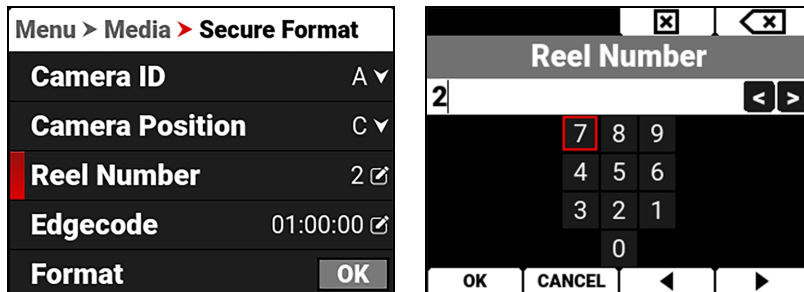 Menu > Media > Secure Format
Camera ID A
Camera Position C
Reel Number 2
Edgecode 01:00:00
Format OK
Reel Number
2
< >
7 8 9
4 5 6
3 2 1
0
OK CANCEL